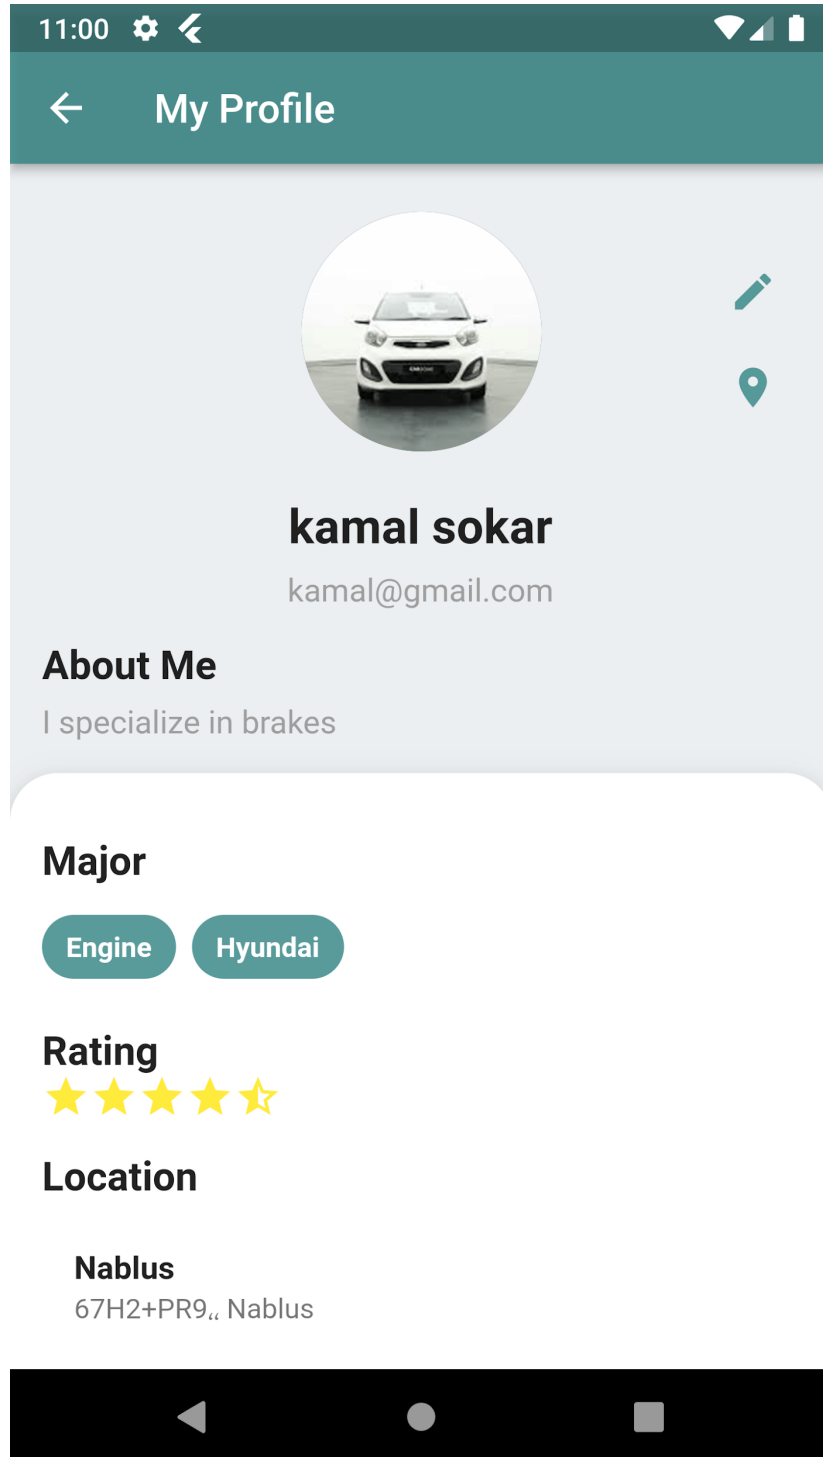 11:00
My Profile
kamal sokar
kamal@gmail.com
About Me
I specialize in brakes
Major
Engine Hyundai
Rating
Location
Nablus
67H2+PR9،، Nablus